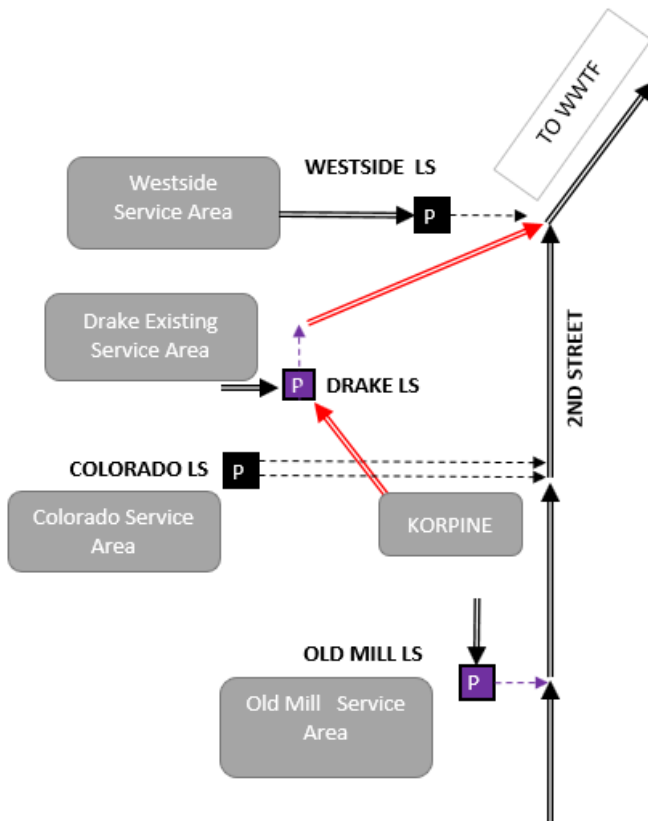 TO WWTF
WESTSIDE LS
Westside
Service Area
P
Drake Existing
Service Area
P
DRAKE LS
2ND STREET
COLORADO LS
P
Colorado Service
Area
KORPINE
OLD MILL LS
P
Old Mill Service
Area